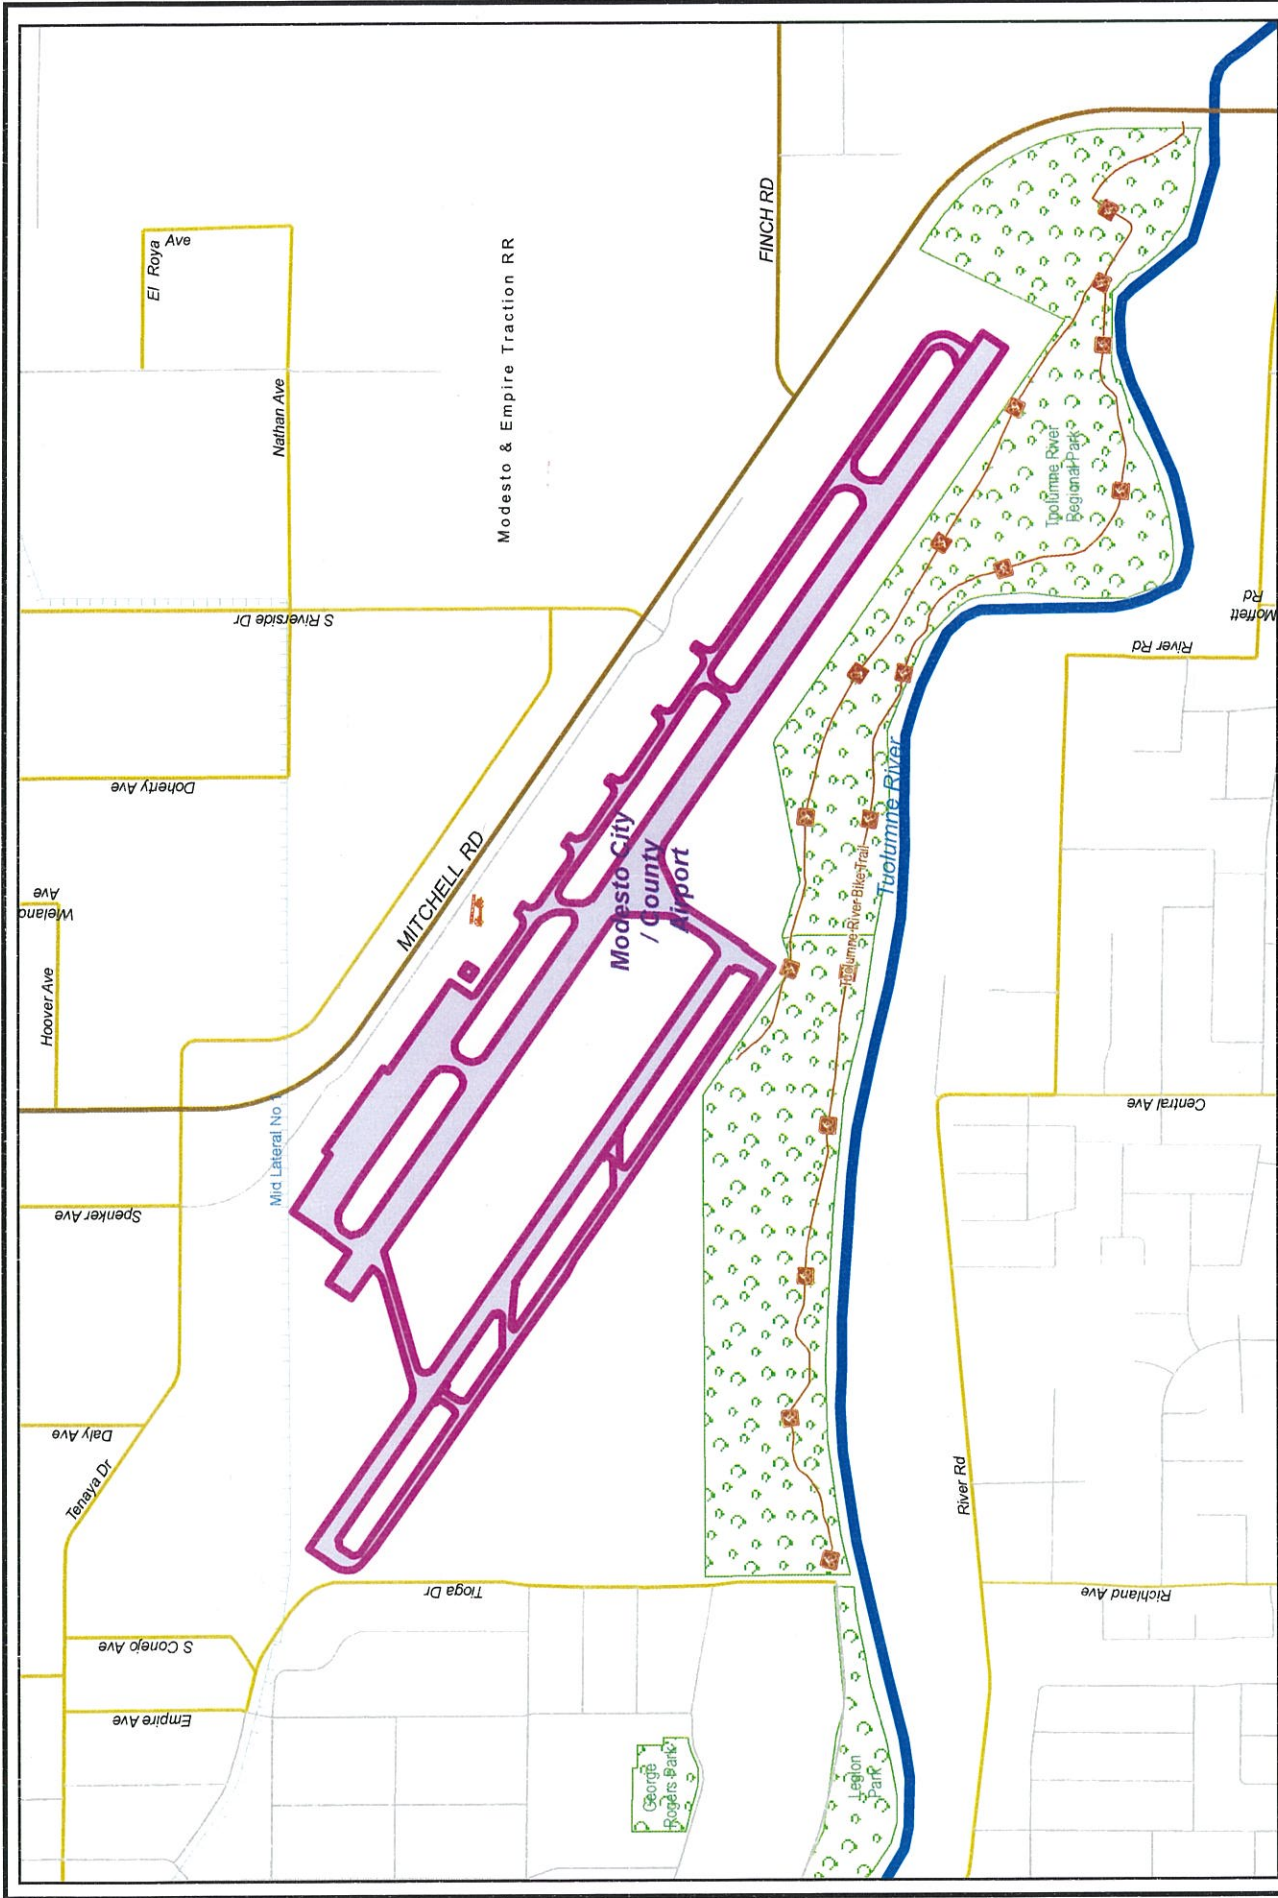 El Roya
Ave
Nathan Ave
Modesto & Empire Traction RR
FINCH RD
S Riverside Dr
Doherty Ave
Wieland
Ave
Hoover Ave
MITCHELL RD
Mid Lateral No 1
Spenker Ave
Daly Ave
Tenaya Dr
S Conejo Ave
Empire Ave
Tioga Dr
Modesto City
/ County
Airport
Tuolumne River
Regional Park
Tuolumne River
Tuolumne River Bike Trail
Moffett
Rd
River Rd
Central Ave
River Rd
Richland Ave
George
Rogers Park
Legion
Park